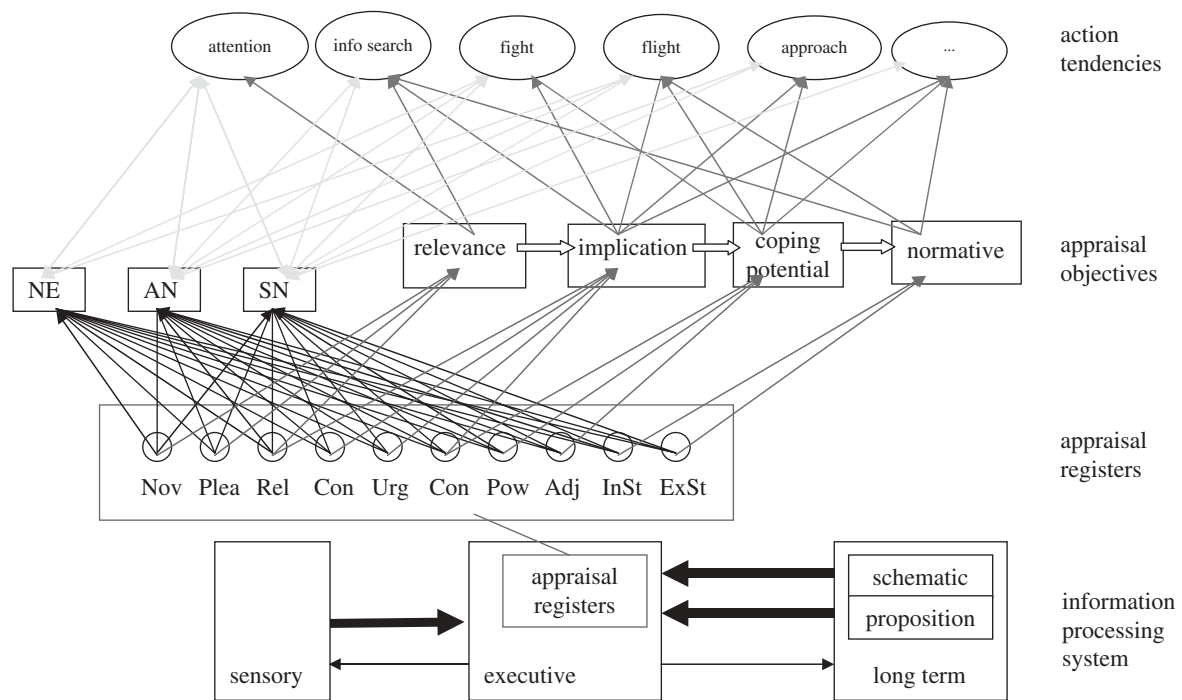 attention
info search
fight
flight
approach
...
action
tendencies
relevance
implication
coping
potential
normative
appraisal
objectives
NE
AN
SN
appraisal
registers
Nov Plea Rel Con Urg Con Pow Adj InSt ExSt
appraisal
registers
schematic
proposition
information
processing
system
sensory
executive
long term